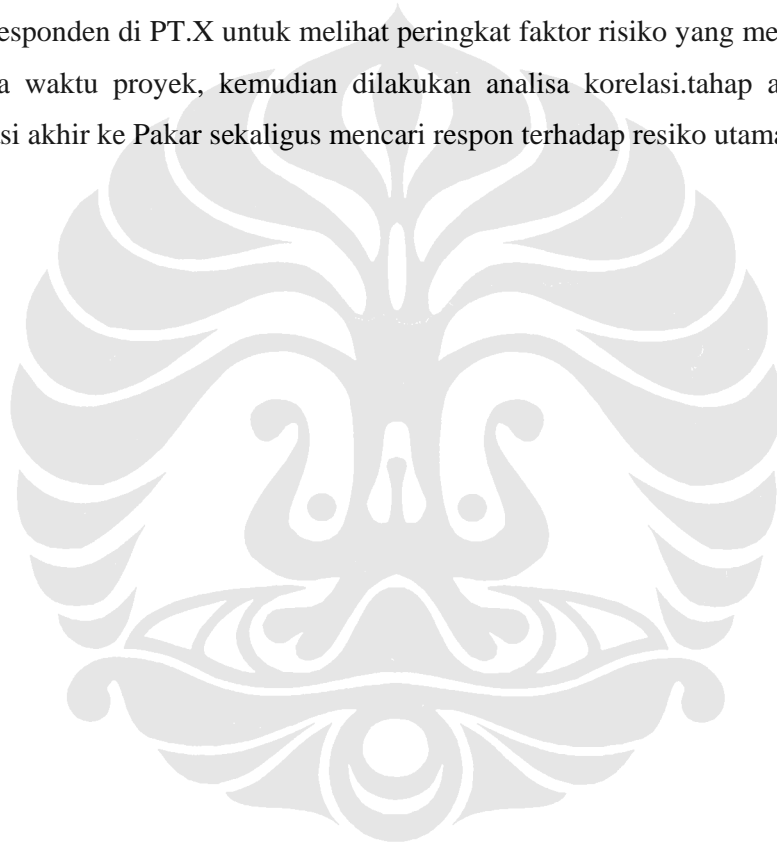 esponden di PT.X untuk melihat peringkat faktor risiko yang me
a waktu proyek, kemudian dilakukan analisa korelasi.tahap a
si akhir ke Pakar sekaligus mencari respon terhadap resiko utama